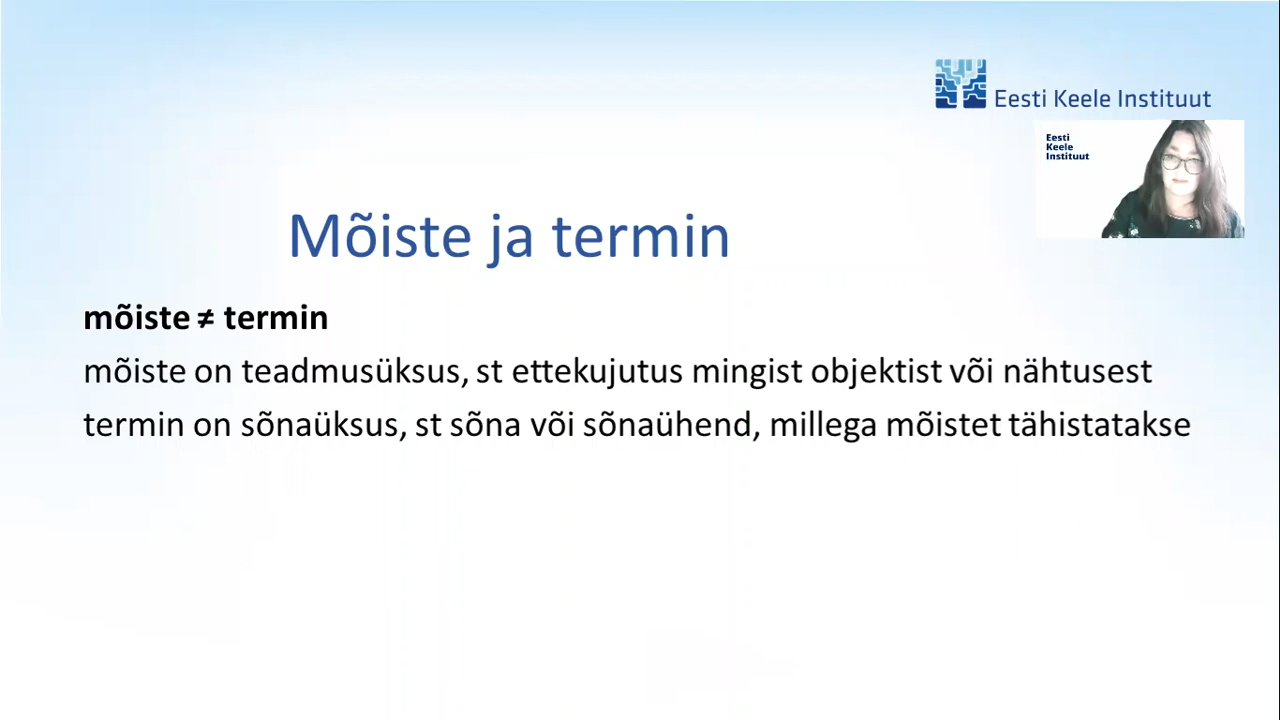 Eesti Keele Instituut
Eesti
Keele
Instituut
Mõiste ja termin
mõiste ≠ termin
mõiste on teadmusüksus, st ettekujutus mingist objektist või nähtusest
termin on sõnaüksus, st sõna või sõnaühend, millega mõistet tähistatakse